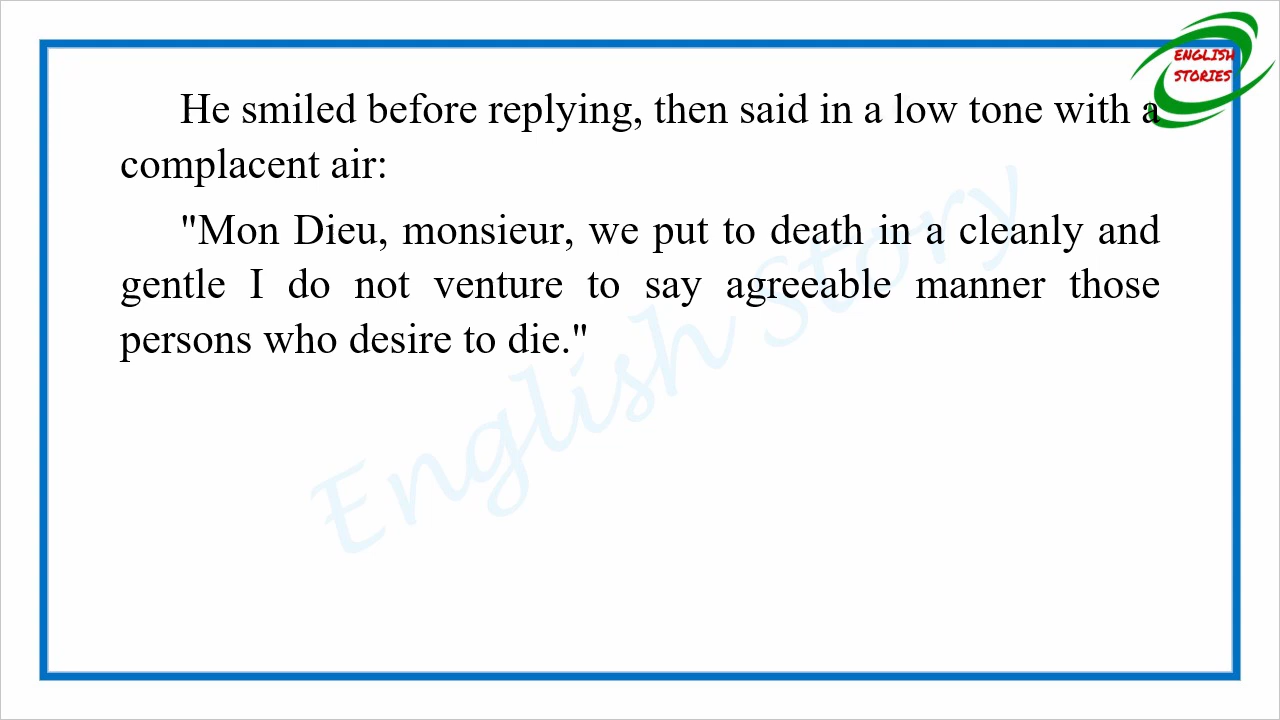 ENGLISH
STORIES
He smiled before replying, then said in a low tone with a
complacent air:
"Mon Dieu, monsieur, we put to death in a cleanly and
gentle I do not venture to say agreeable manner those
persons who desire to die."
English Story